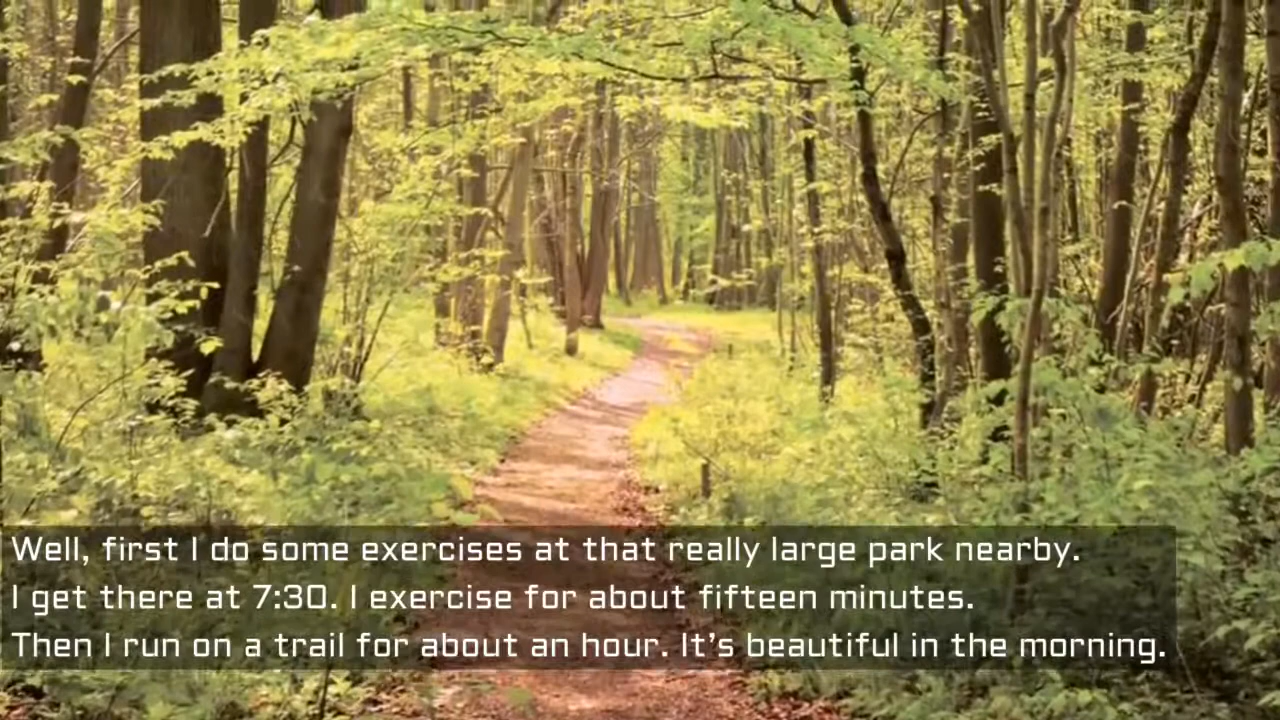 Well, first I do some exercises at that really large park nearby.
I get there at 7:30. I exercise for about fifteen minutes.
Then I run on a trail for about an hour. It's beautiful in the morning.